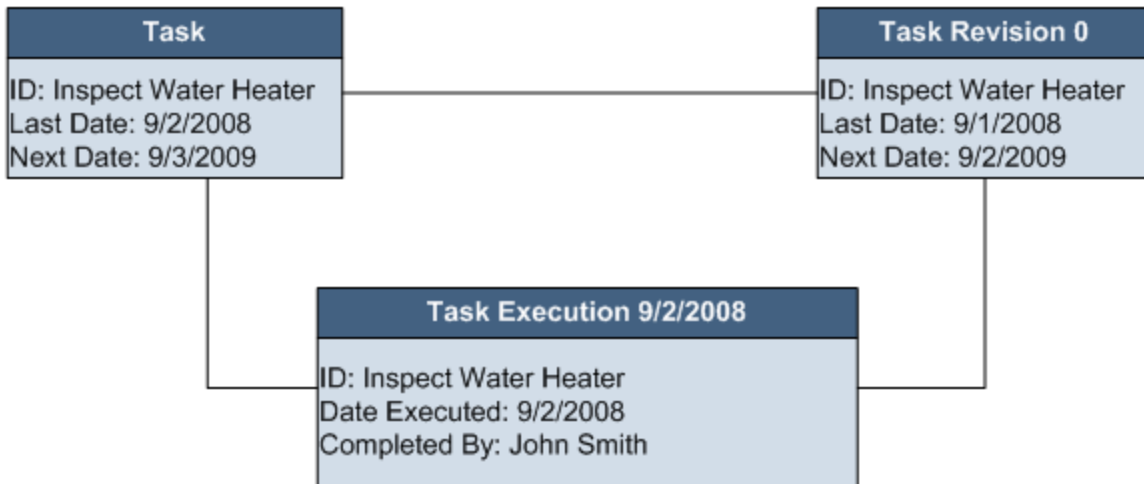 Task
ID: Inspect Water Heater
Last Date: 9/2/2008
Next Date: 9/3/2009
Task Revision 0
ID: Inspect Water Heater
Last Date: 9/1/2008
Next Date: 9/2/2009
Task Execution 9/2/2008
ID: Inspect Water Heater
Date Executed: 9/2/2008
Completed By: John Smith